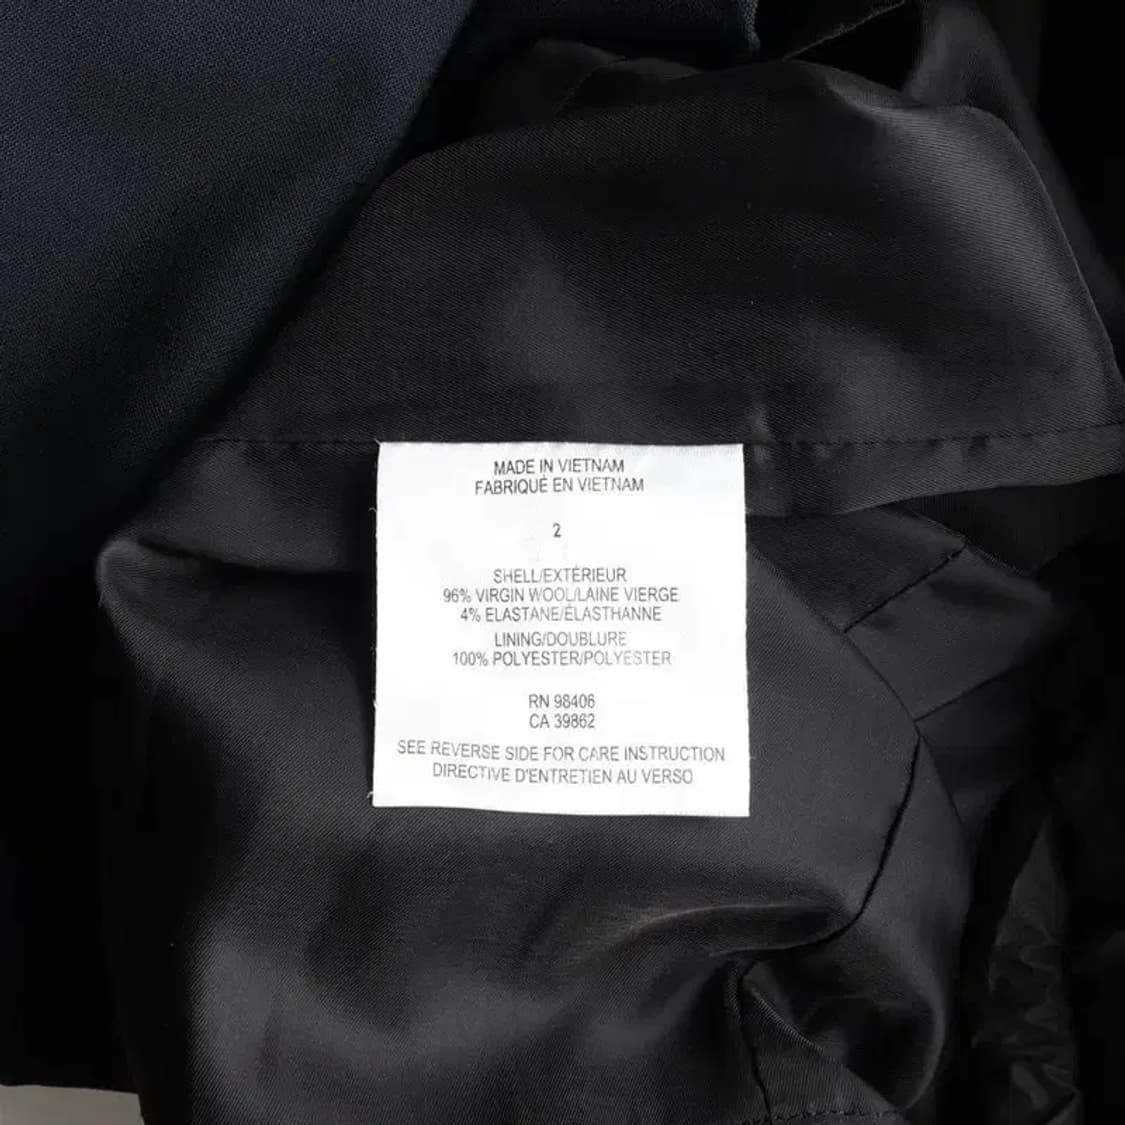 MADE IN VIETNAM
FABRIQUÉ EN VIETNAM
2
SHELL/EXTÉRIEUR
96% VIRGIN WOOL/LAINE VIERGE
4% ELASTANE/ÉLASTHANNE
LINING/DOUBLURE
100% POLYESTER/POLYESTER
RN 98406
CA 39862
SEE REVERSE SIDE FOR CARE INSTRUCTION
DIRECTIVE D'ENTRETIEN AU VERSO